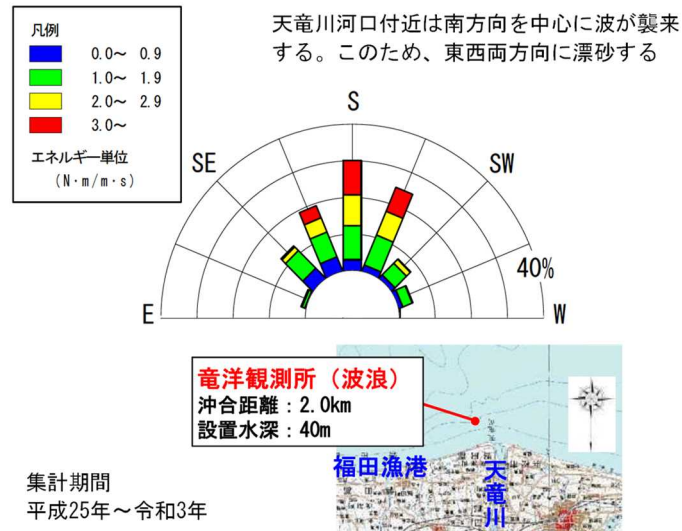 凡例
0.0～ 0.9
1.0～ 1.9
2.0～ 2.9
3.0～
エネルギー単位
(N・m/m・s)
天竜川河口付近は南方向を中心に波が襲来
する。このため、東西両方向に漂砂する
S
SE
SW
40%
E
W
竜洋観測所（波浪）
沖合距離：2.0km
設置水深：40m
福田漁港
天竜川
集計期間
平成25年～令和3年